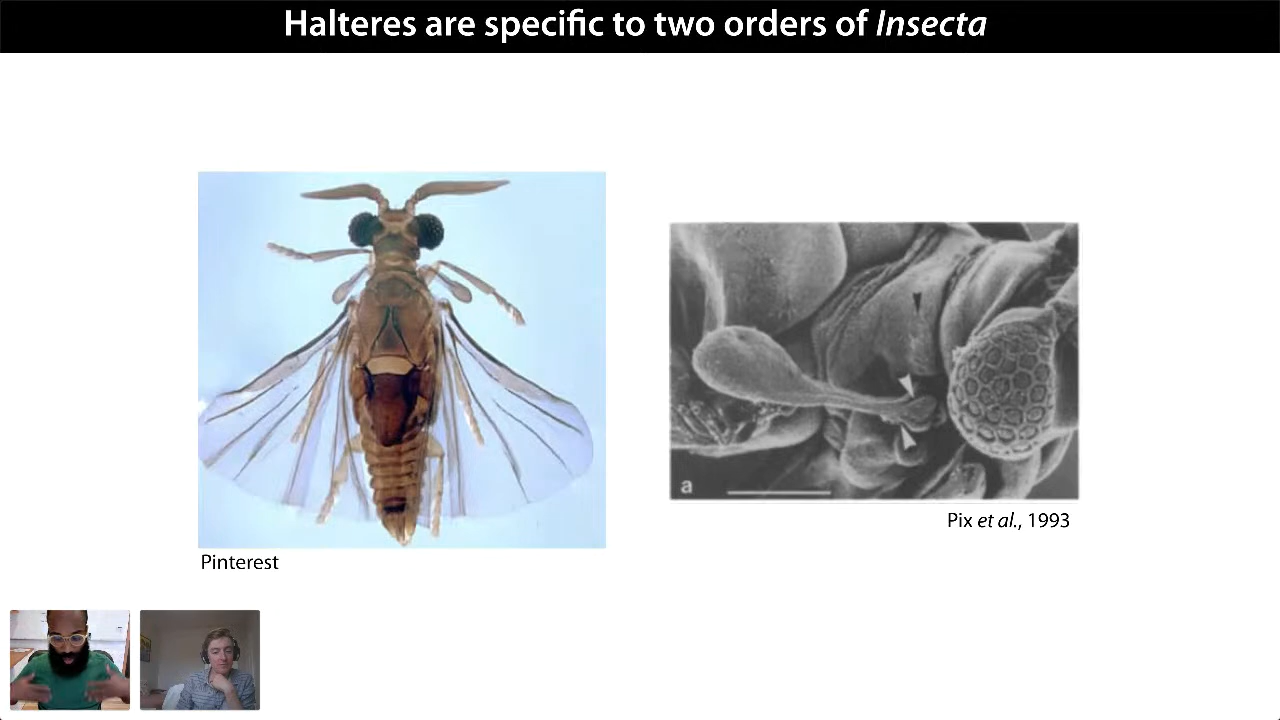 Halteres are specific to two orders of Insecta
a
Pix et al., 1993
Pinterest